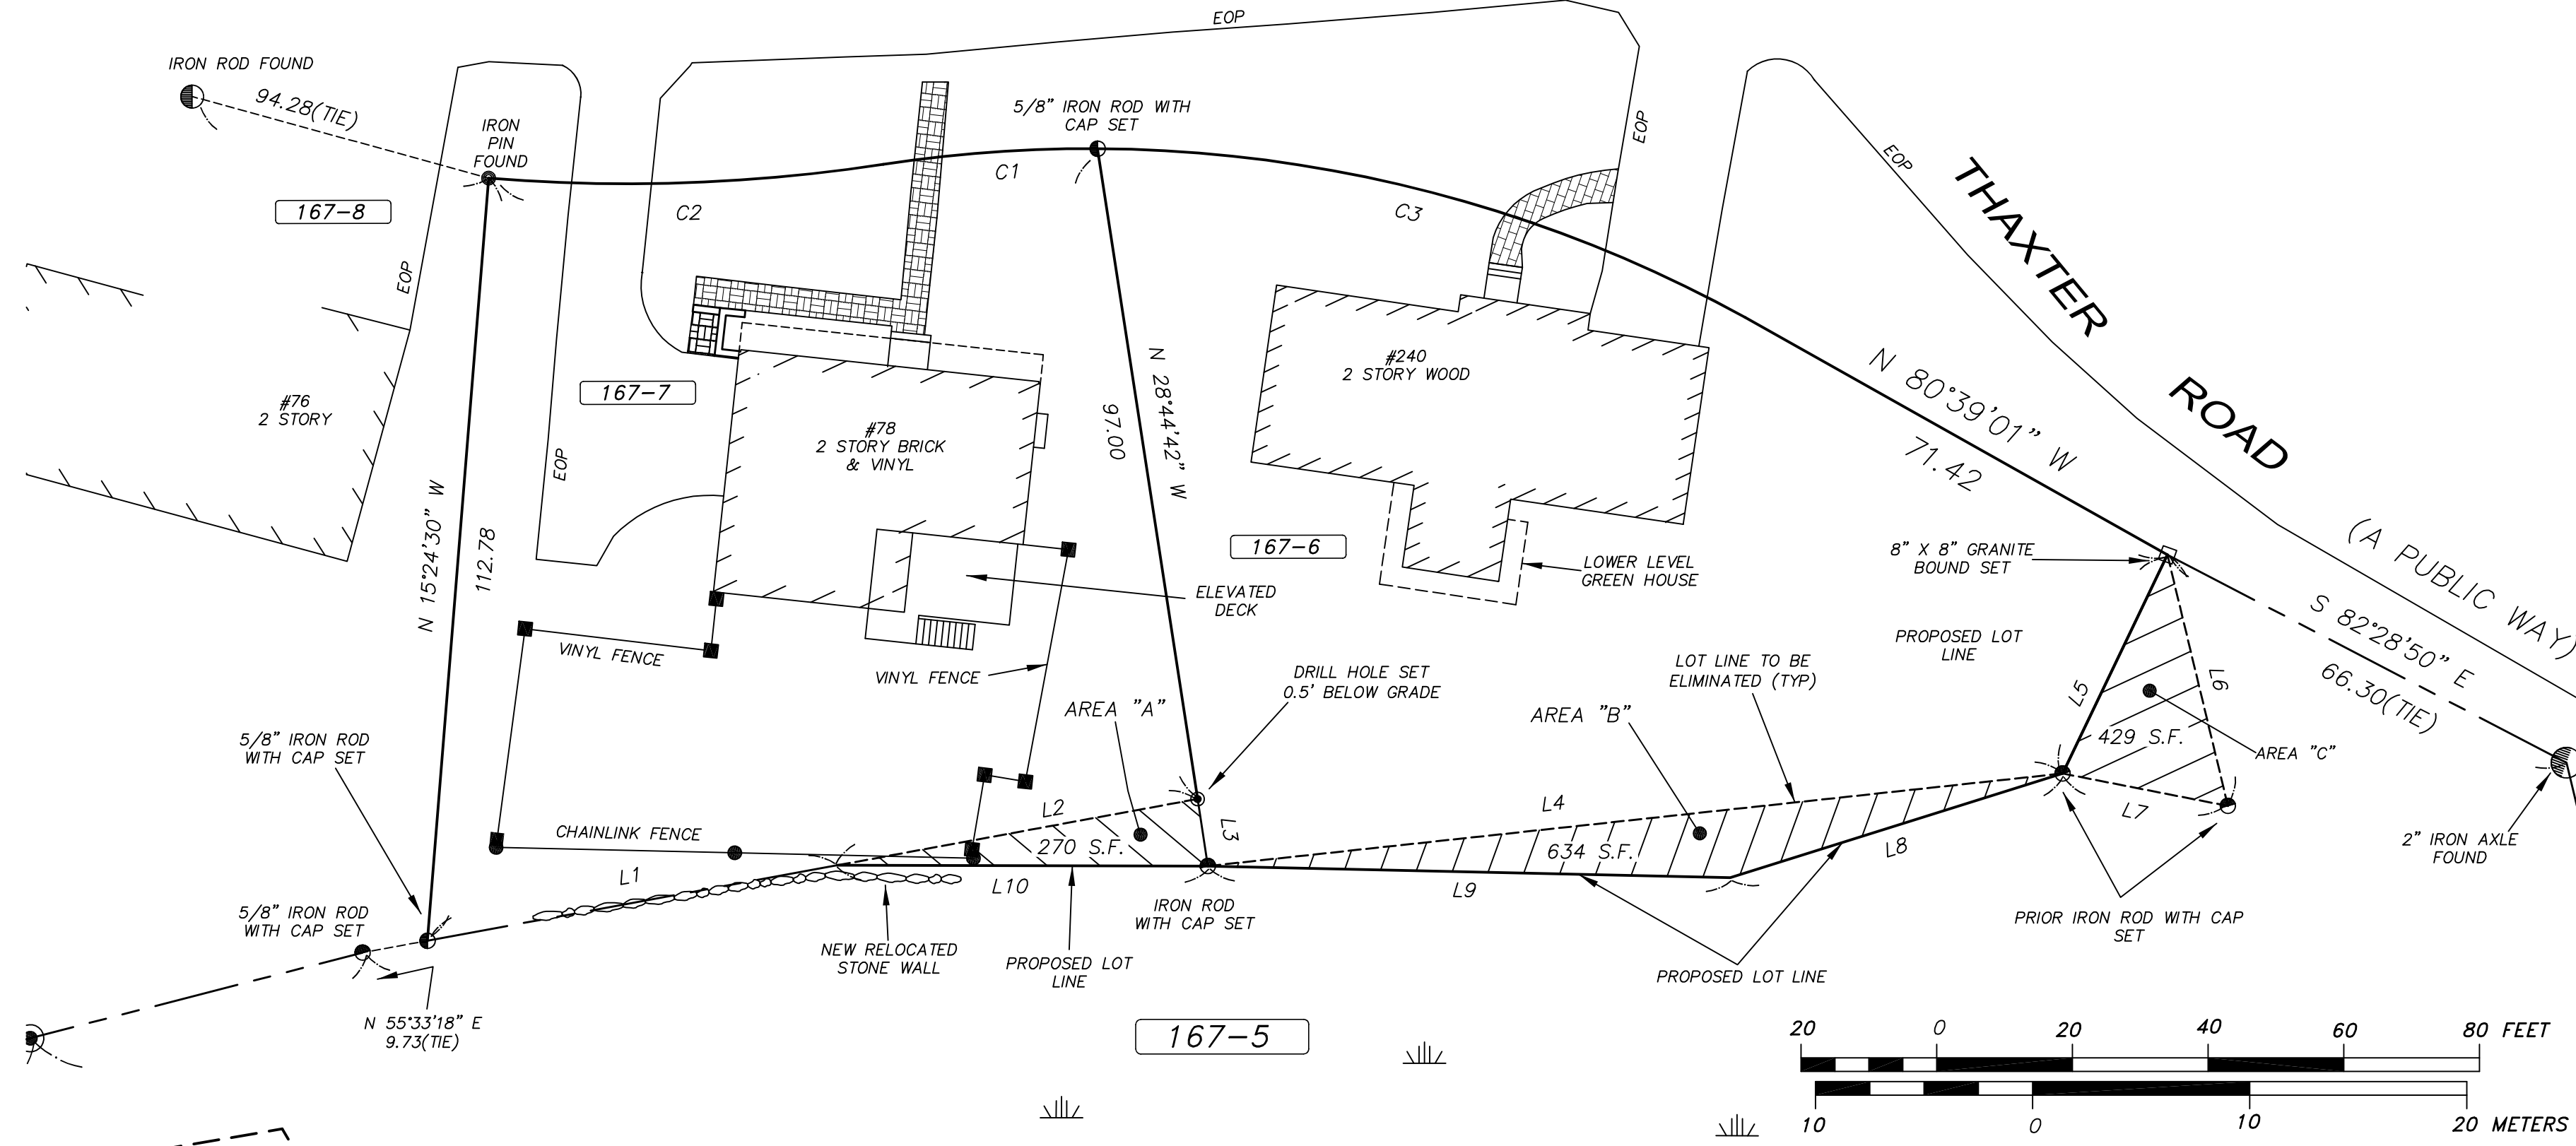 EOP
IRON ROD FOUND
94.28(TIE)
IRON
PIN
FOUND
5/8" IRON ROD WITH
CAP SET
EOP
EOP
THAXTER
ROAD
(A PUBLIC WAY)
167-8
C2
C1
C3
EOP
#76
2 STORY
167-7
#78
2 STORY BRICK
& VINYL
EOP
N 15°24'30" W
112.78
N 28°44'42" W
97.00
#240
2 STORY WOOD
N 80°39'01" W
71.42
167-6
LOWER LEVEL
GREEN HOUSE
8" X 8" GRANITE
BOUND SET
ELEVATED
DECK
VINYL FENCE
VINYL FENCE
PROPOSED LOT
LINE
S 82°28'50" E
66.30(TIE)
DRILL HOLE SET
0.5' BELOW GRADE
LOT LINE TO BE
ELIMINATED (TYP)
AREA "A"
AREA "B"
L5
L6
429 S.F.
AREA "C"
5/8" IRON ROD
WITH CAP SET
CHAINLINK FENCE
L2
L3
L4
L7
270 S.F.
634 S.F.
L8
2" IRON AXLE
FOUND
L1
L10
L9
5/8" IRON ROD
WITH CAP SET
IRON ROD
WITH CAP SET
PRIOR IRON ROD WITH CAP
SET
NEW RELOCATED
STONE WALL
PROPOSED LOT
LINE
PROPOSED LOT LINE
N 55°33'18" E
9.73(TIE)
167-5
20 0 20 40 60 80 FEET
10 0 10 20 METERS